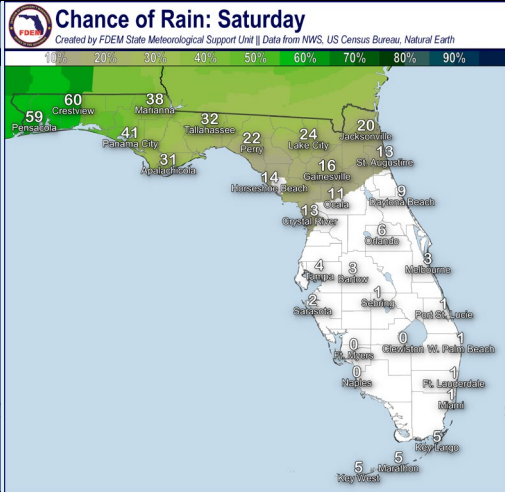 FDEM
Chance of Rain: Saturday
Created by FDEM State Meteorological Support Unit || Data from NWS, US Census Bureau, Natural Earth
10% 20% 30% 40% 50% 60% 70% 80% 90%
60
Crestview
38
Marianna
59
Pensacola
32
Tallahassee
20
Jacksonville
41
Panama City
22
Perry
24
Lake City
31
Apalachicola
16
Gainesville
13
St. Augustine
14
Horseshoe Beach
11
Ocala
9
Daytona Beach
13
Crystal River
6
Orlando
4
Tampa
3
Bartow
3
Melbourne
2
Sarasota
1
Sebring
1
Port St. Lucie
0
Ft. Myers
0
Clewiston
1
W. Palm Beach
0
Naples
1
Ft. Lauderdale
1
Miami
5
Key Largo
5
Marathon
5
Key West